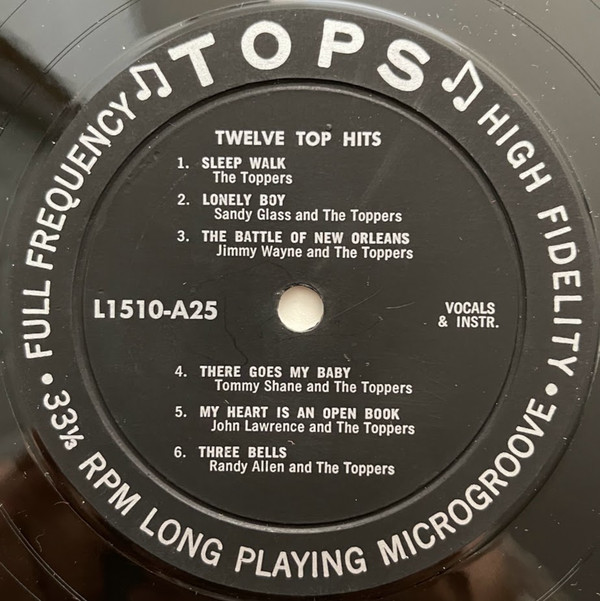 TOPS
FULL FREQUENCY
HIGH FIDELITY
TWELVE TOP HITS
1. SLEEP WALK
The Toppers
2. LONELY BOY
Sandy Glass and The Toppers
3. THE BATTLE OF NEW ORLEANS
Jimmy Wayne and The Toppers
L1510-A25
VOCALS
& INSTR.
4. THERE GOES MY BABY
Tommy Shane and The Toppers
5. MY HEART IS AN OPEN BOOK
John Lawrence and The Toppers
6. THREE BELLS
Randy Allen and The Toppers
• 33⅓ RPM LONG PLAYING MICROGROOVE •